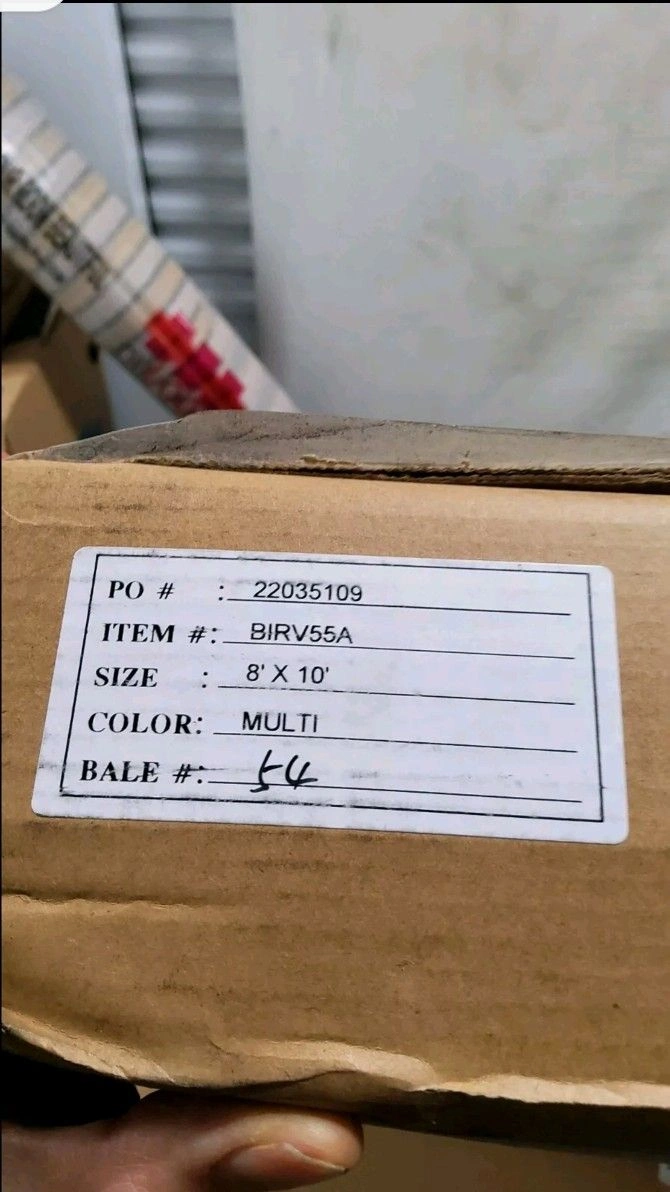 PO # : 22035109
ITEM #: BIRV55A
SIZE : 8' X 10'
COLOR: MULTI
BALE #: 54